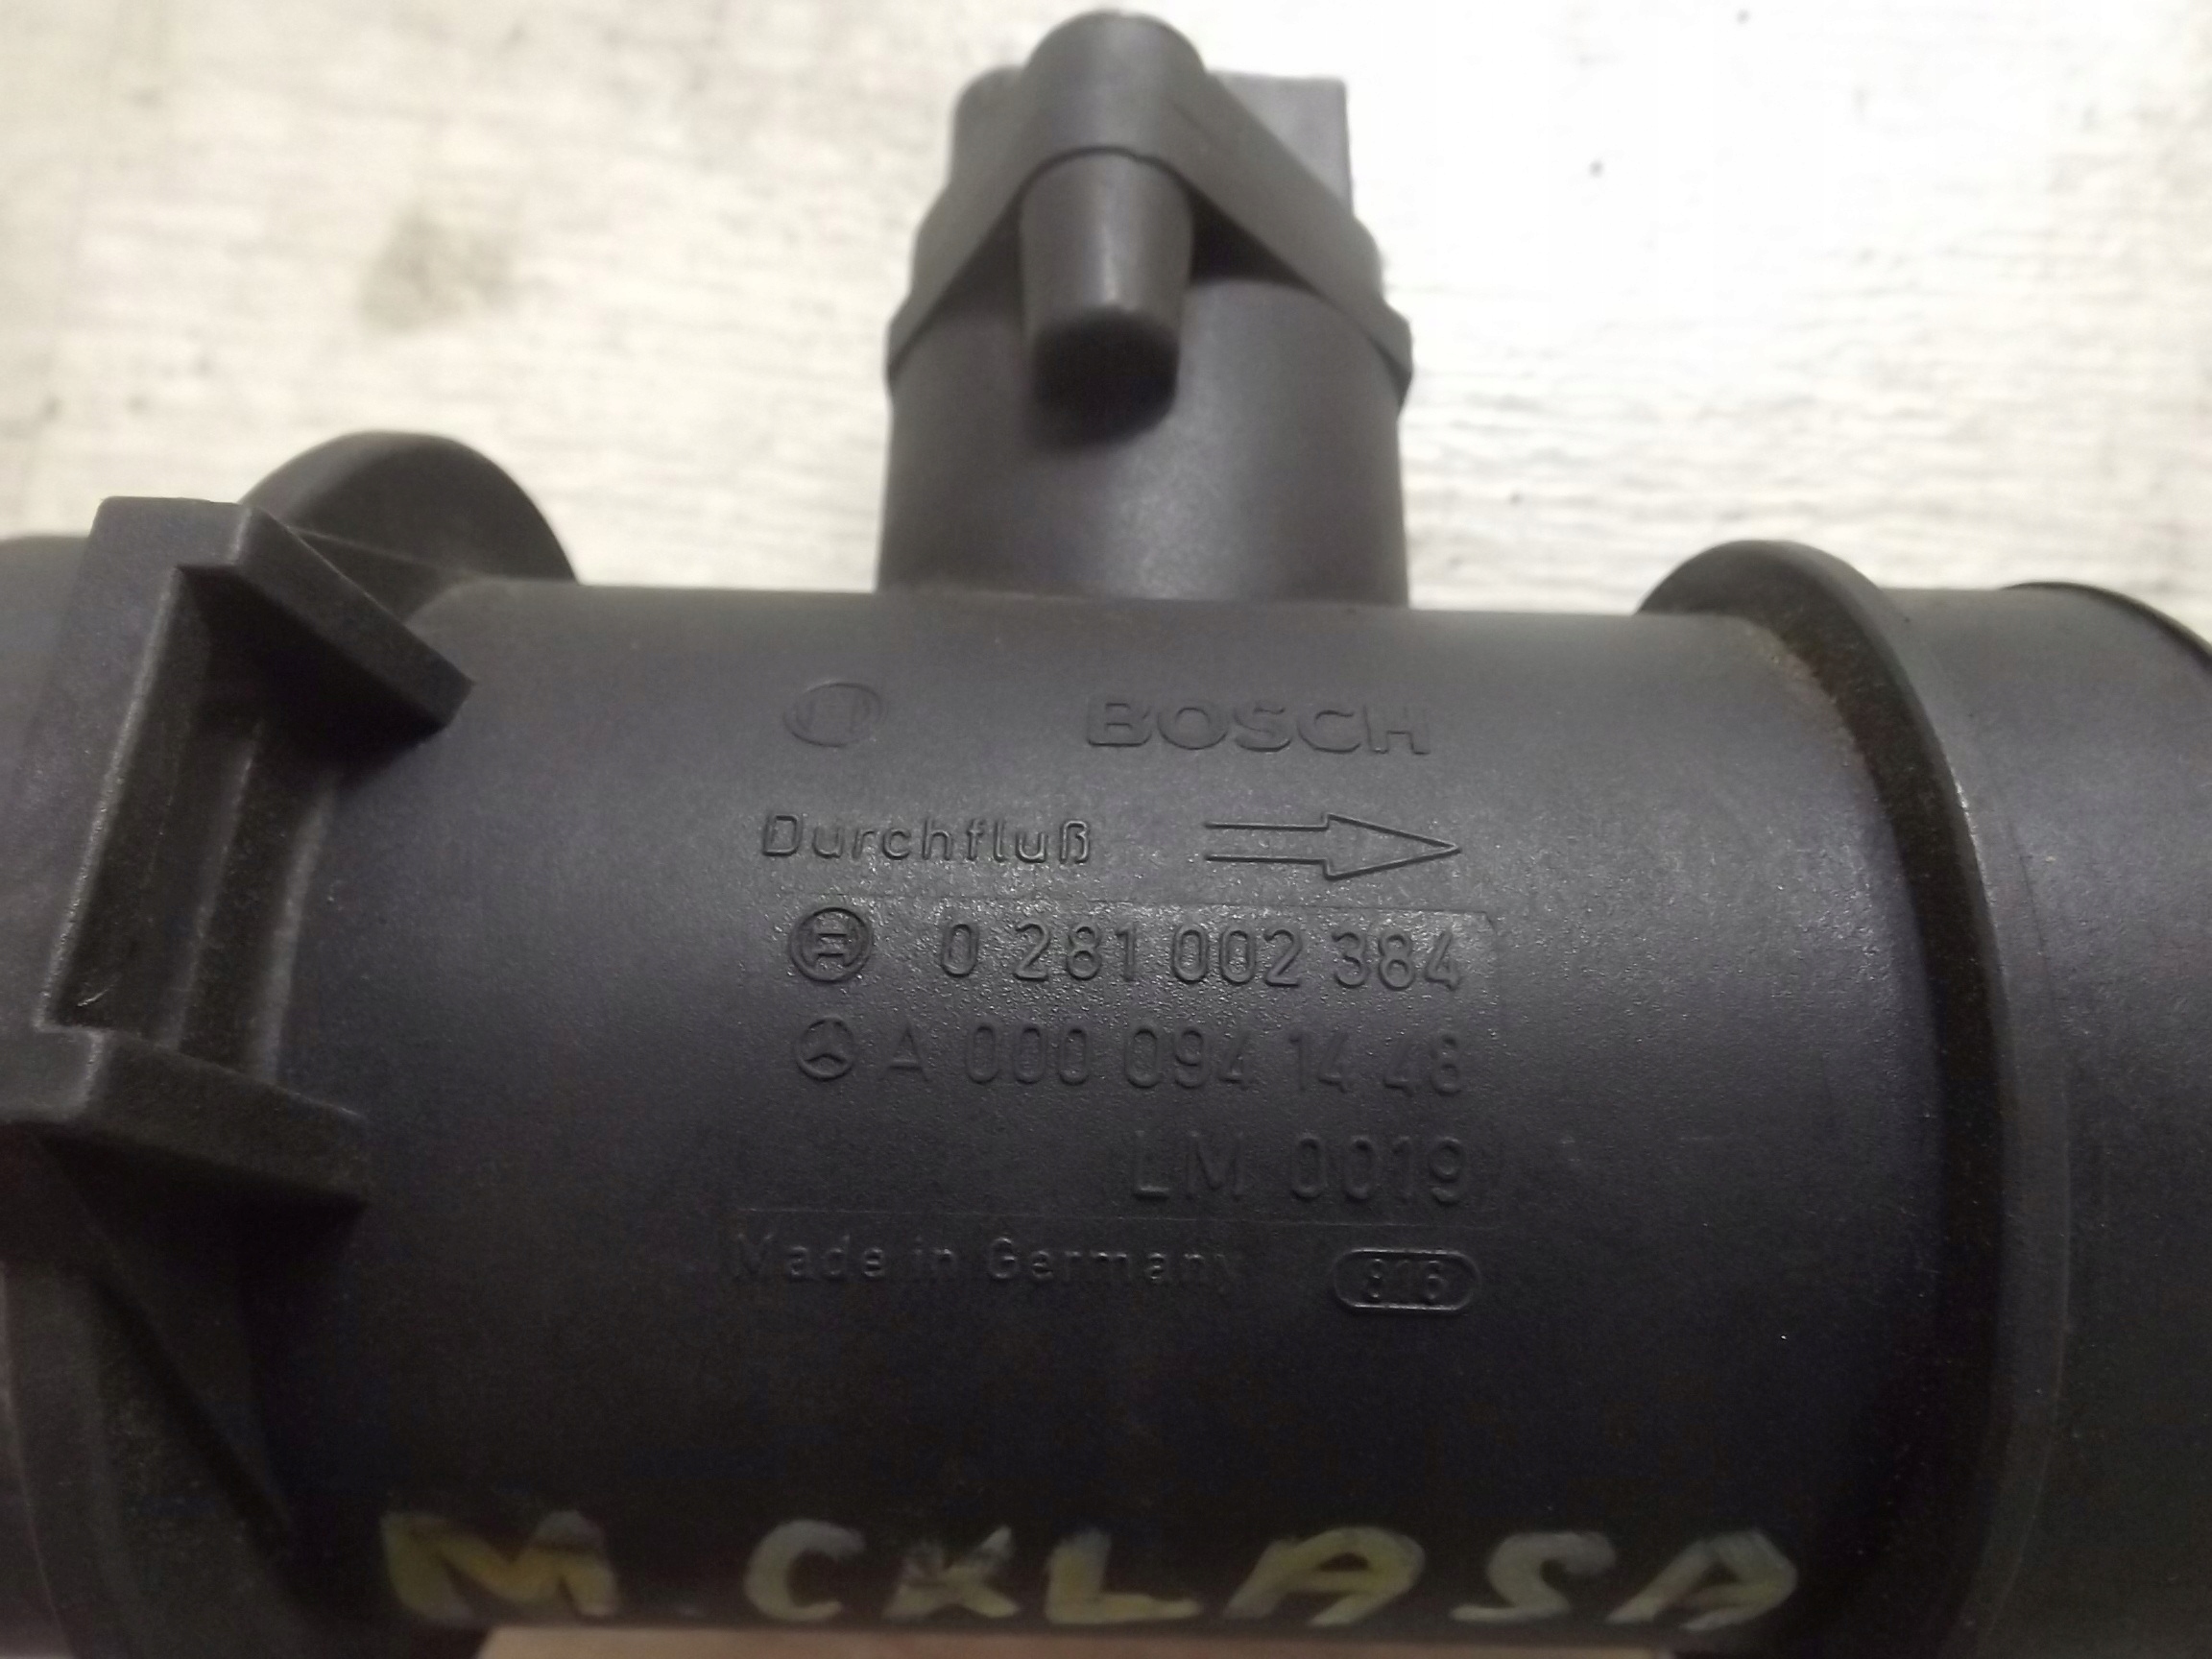 BOSCH
Durchfluß
0 281 002 384
A 000 094 14 48
LM 0019
Made in Germany 816
M. CKLASA